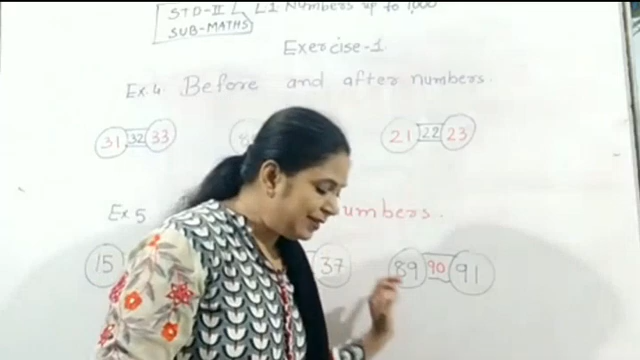 STD-II L1 Numbers up to 1,000
SUB-MATHS
Exercise-1
Ex.4 Before and after numbers.
31 32 33 21 22 23
Ex 5 umbers.
15 37 89 90 91